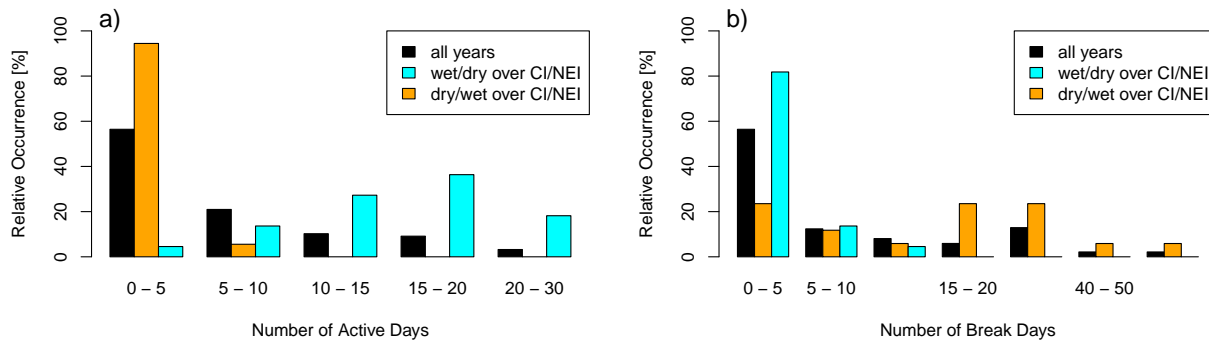 a)
Relative Occurrence [%]
100
80
60
40
20
0
all years
wet/dry over CI/NEI
dry/wet over CI/NEI
0 – 5
5 – 10
10 – 15
15 – 20
20 – 30
Number of Active Days
b)
Relative Occurrence [%]
100
80
60
40
20
0
all years
wet/dry over CI/NEI
dry/wet over CI/NEI
0 – 5
5 – 10
15 – 20
40 – 50
Number of Break Days